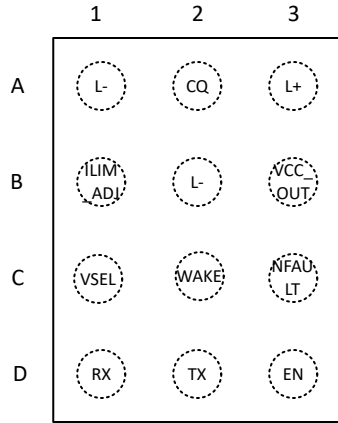 1 2 3
A L- CQ L+
B ILIM_ADJ L- VCC_OUT
C VSEL WAKE NFAULT
D RX TX EN